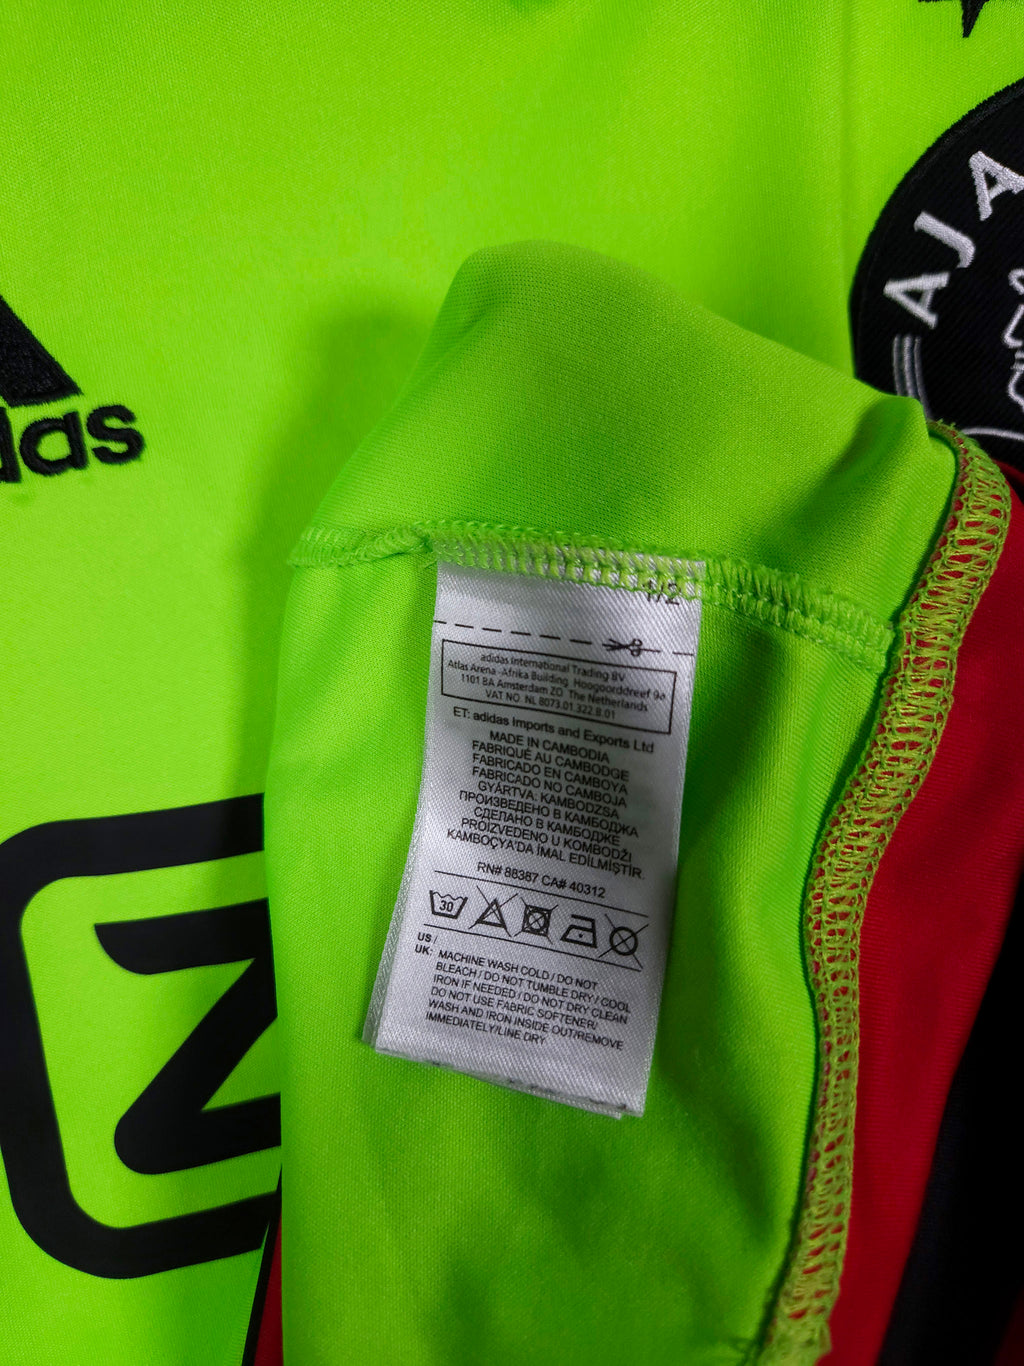 AJA
das
1/2
adidas International Trading BV
Atlas Arena -Afrika Building Hoogoorddreef 9a
1101 BA Amsterdam ZO The Netherlands
VAT NO. NL 8073.01.322.B.01
ET: adidas Imports and Exports Ltd
MADE IN CAMBODIA
FABRIQUÉ AU CAMBODGE
FABRICADO EN CAMBOYA
FABRICADO NO CAMBOJA
GYÁRTVA: KAMBODZSA
ПРОИЗВЕДЕНО В КАМБОДЖА
СДЕЛАНО В КАМБОДЖЕ
PROIZVEDENO U KOMBODŽI
KAMBOÇYA'DA İMAL EDİLMİŞTİR.
RN# 88387 CA# 40312
30
US /
UK: MACHINE WASH COLD / DO NOT
BLEACH / DO NOT TUMBLE DRY / COOL
IRON IF NEEDED / DO NOT DRY CLEAN
DO NOT USE FABRIC SOFTENER/
WASH AND IRON INSIDE OUT/REMOVE
IMMEDIATELY/LINE DRY